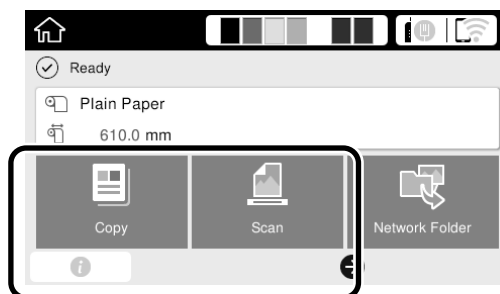 Ready
Plain Paper
610.0 mm
Copy
Scan
Network Folder